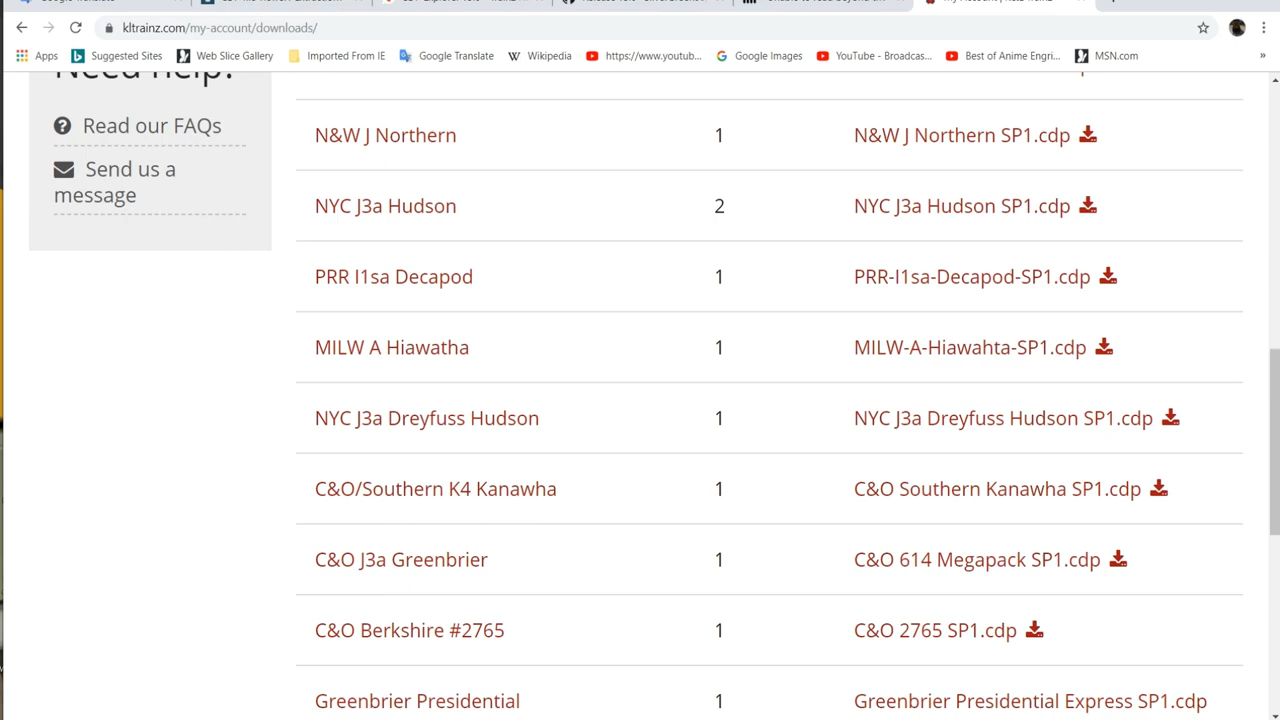 kltrainz.com/my-account/downloads/
Apps Suggested Sites Web Slice Gallery Imported From IE Google Translate Wikipedia https://www.youtub... Google Images YouTube - Broadcas... Best of Anime Engri... MSN.com »
Need help?
Read our FAQs
Send us a
message
N&W J Northern 1 N&W J Northern SP1.cdp
NYC J3a Hudson 2 NYC J3a Hudson SP1.cdp
PRR I1sa Decapod 1 PRR-I1sa-Decapod-SP1.cdp
MILW A Hiawatha 1 MILW-A-Hiawahta-SP1.cdp
NYC J3a Dreyfuss Hudson 1 NYC J3a Dreyfuss Hudson SP1.cdp
C&O/Southern K4 Kanawha 1 C&O Southern Kanawha SP1.cdp
C&O J3a Greenbrier 1 C&O 614 Megapack SP1.cdp
C&O Berkshire #2765 1 C&O 2765 SP1.cdp
Greenbrier Presidential 1 Greenbrier Presidential Express SP1.cdp